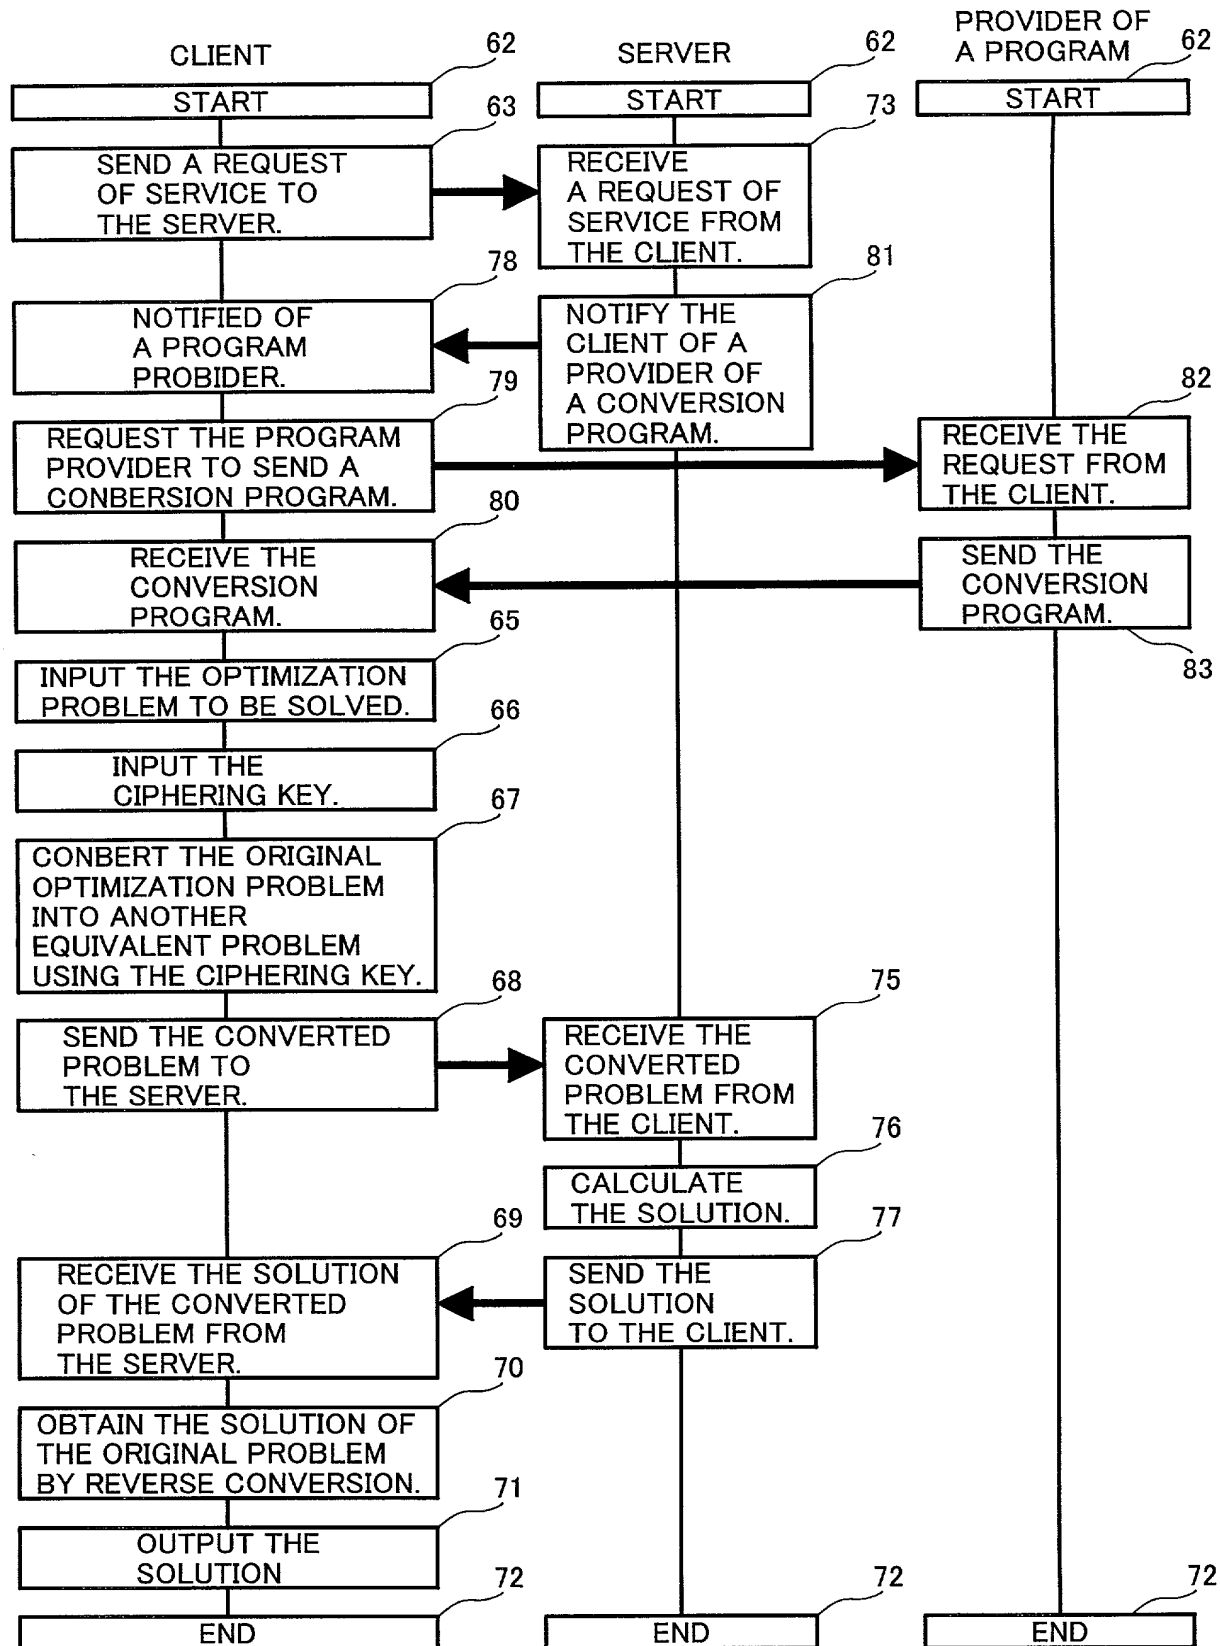 CLIENT
62
START
63
SEND A REQUEST
OF SERVICE TO
THE SERVER.
78
NOTIFIED OF
A PROGRAM
PROBIDER.
79
REQUEST THE PROGRAM
PROVIDER TO SEND A
CONBERSION PROGRAM.
80
RECEIVE THE
CONVERSION
PROGRAM.
65
INPUT THE OPTIMIZATION
PROBLEM TO BE SOLVED.
66
INPUT THE
CIPHERING KEY.
67
CONBERT THE ORIGINAL
OPTIMIZATION PROBLEM
INTO ANOTHER
EQUIVALENT PROBLEM
USING THE CIPHERING KEY.
68
SEND THE CONVERTED
PROBLEM TO
THE SERVER.
69
RECEIVE THE SOLUTION
OF THE CONVERTED
PROBLEM FROM
THE SERVER.
70
OBTAIN THE SOLUTION OF
THE ORIGINAL PROBLEM
BY REVERSE CONVERSION.
71
OUTPUT THE
SOLUTION
72
END
SERVER
62
START
73
RECEIVE
A REQUEST OF
SERVICE FROM
THE CLIENT.
81
NOTIFY THE
CLIENT OF A
PROVIDER OF
A CONVERSION
PROGRAM.
75
RECEIVE THE
CONVERTED
PROBLEM FROM
THE CLIENT.
76
CALCULATE
THE SOLUTION.
77
SEND THE
SOLUTION
TO THE CLIENT.
72
END
PROVIDER OF
A PROGRAM
62
START
82
RECEIVE THE
REQUEST FROM
THE CLIENT.
SEND THE
CONVERSION
PROGRAM.
83
72
END